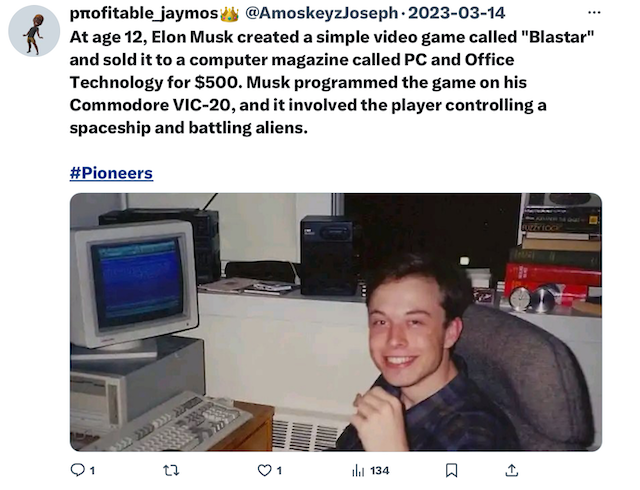 pπofitable_jaymos👑 @AmoskeyzJoseph · 2023-03-14
At age 12, Elon Musk created a simple video game called "Blastar"
and sold it to a computer magazine called PC and Office
Technology for $500. Musk programmed the game on his
Commodore VIC-20, and it involved the player controlling a
spaceship and battling aliens.
#Pioneers
FUZZY LOGIC
1 1 134